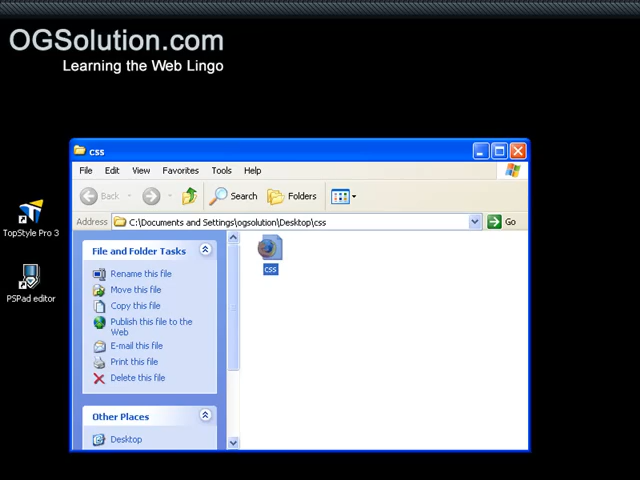 OGSolution.com
Learning the Web Lingo
css
File Edit View Favorites Tools Help
Back Search Folders
Address C:\Documents and Settings\ogsolution\Desktop\css Go
TopStyle Pro 3
PSPad editor
File and Folder Tasks
Rename this file
Move this file
Copy this file
Publish this file to the
Web
E-mail this file
Print this file
Delete this file
Other Places
Desktop
css